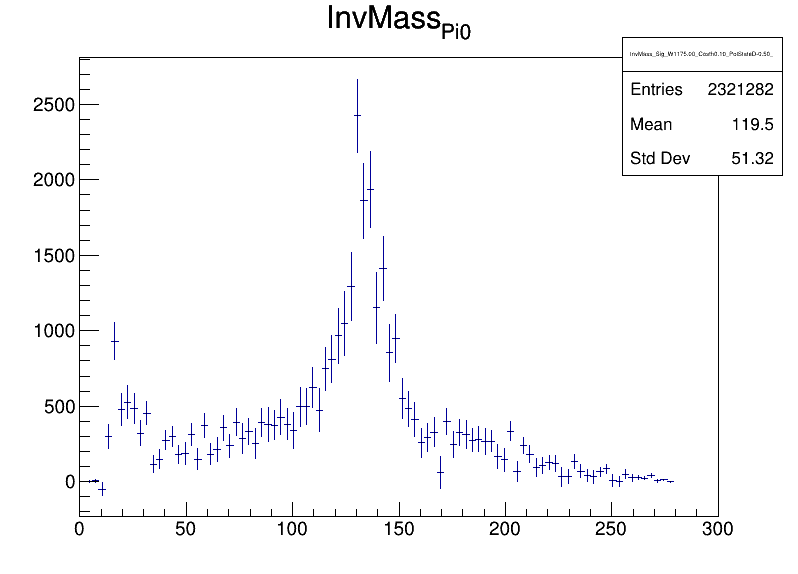 InvMass_Pi0
InvMass_Sig_W1175.00_Costh0.10_PolStateD-0.50_
Entries 2321282
Mean 119.5
Std Dev 51.32
2500
2000
1500
1000
500
0
0 50 100 150 200 250 300